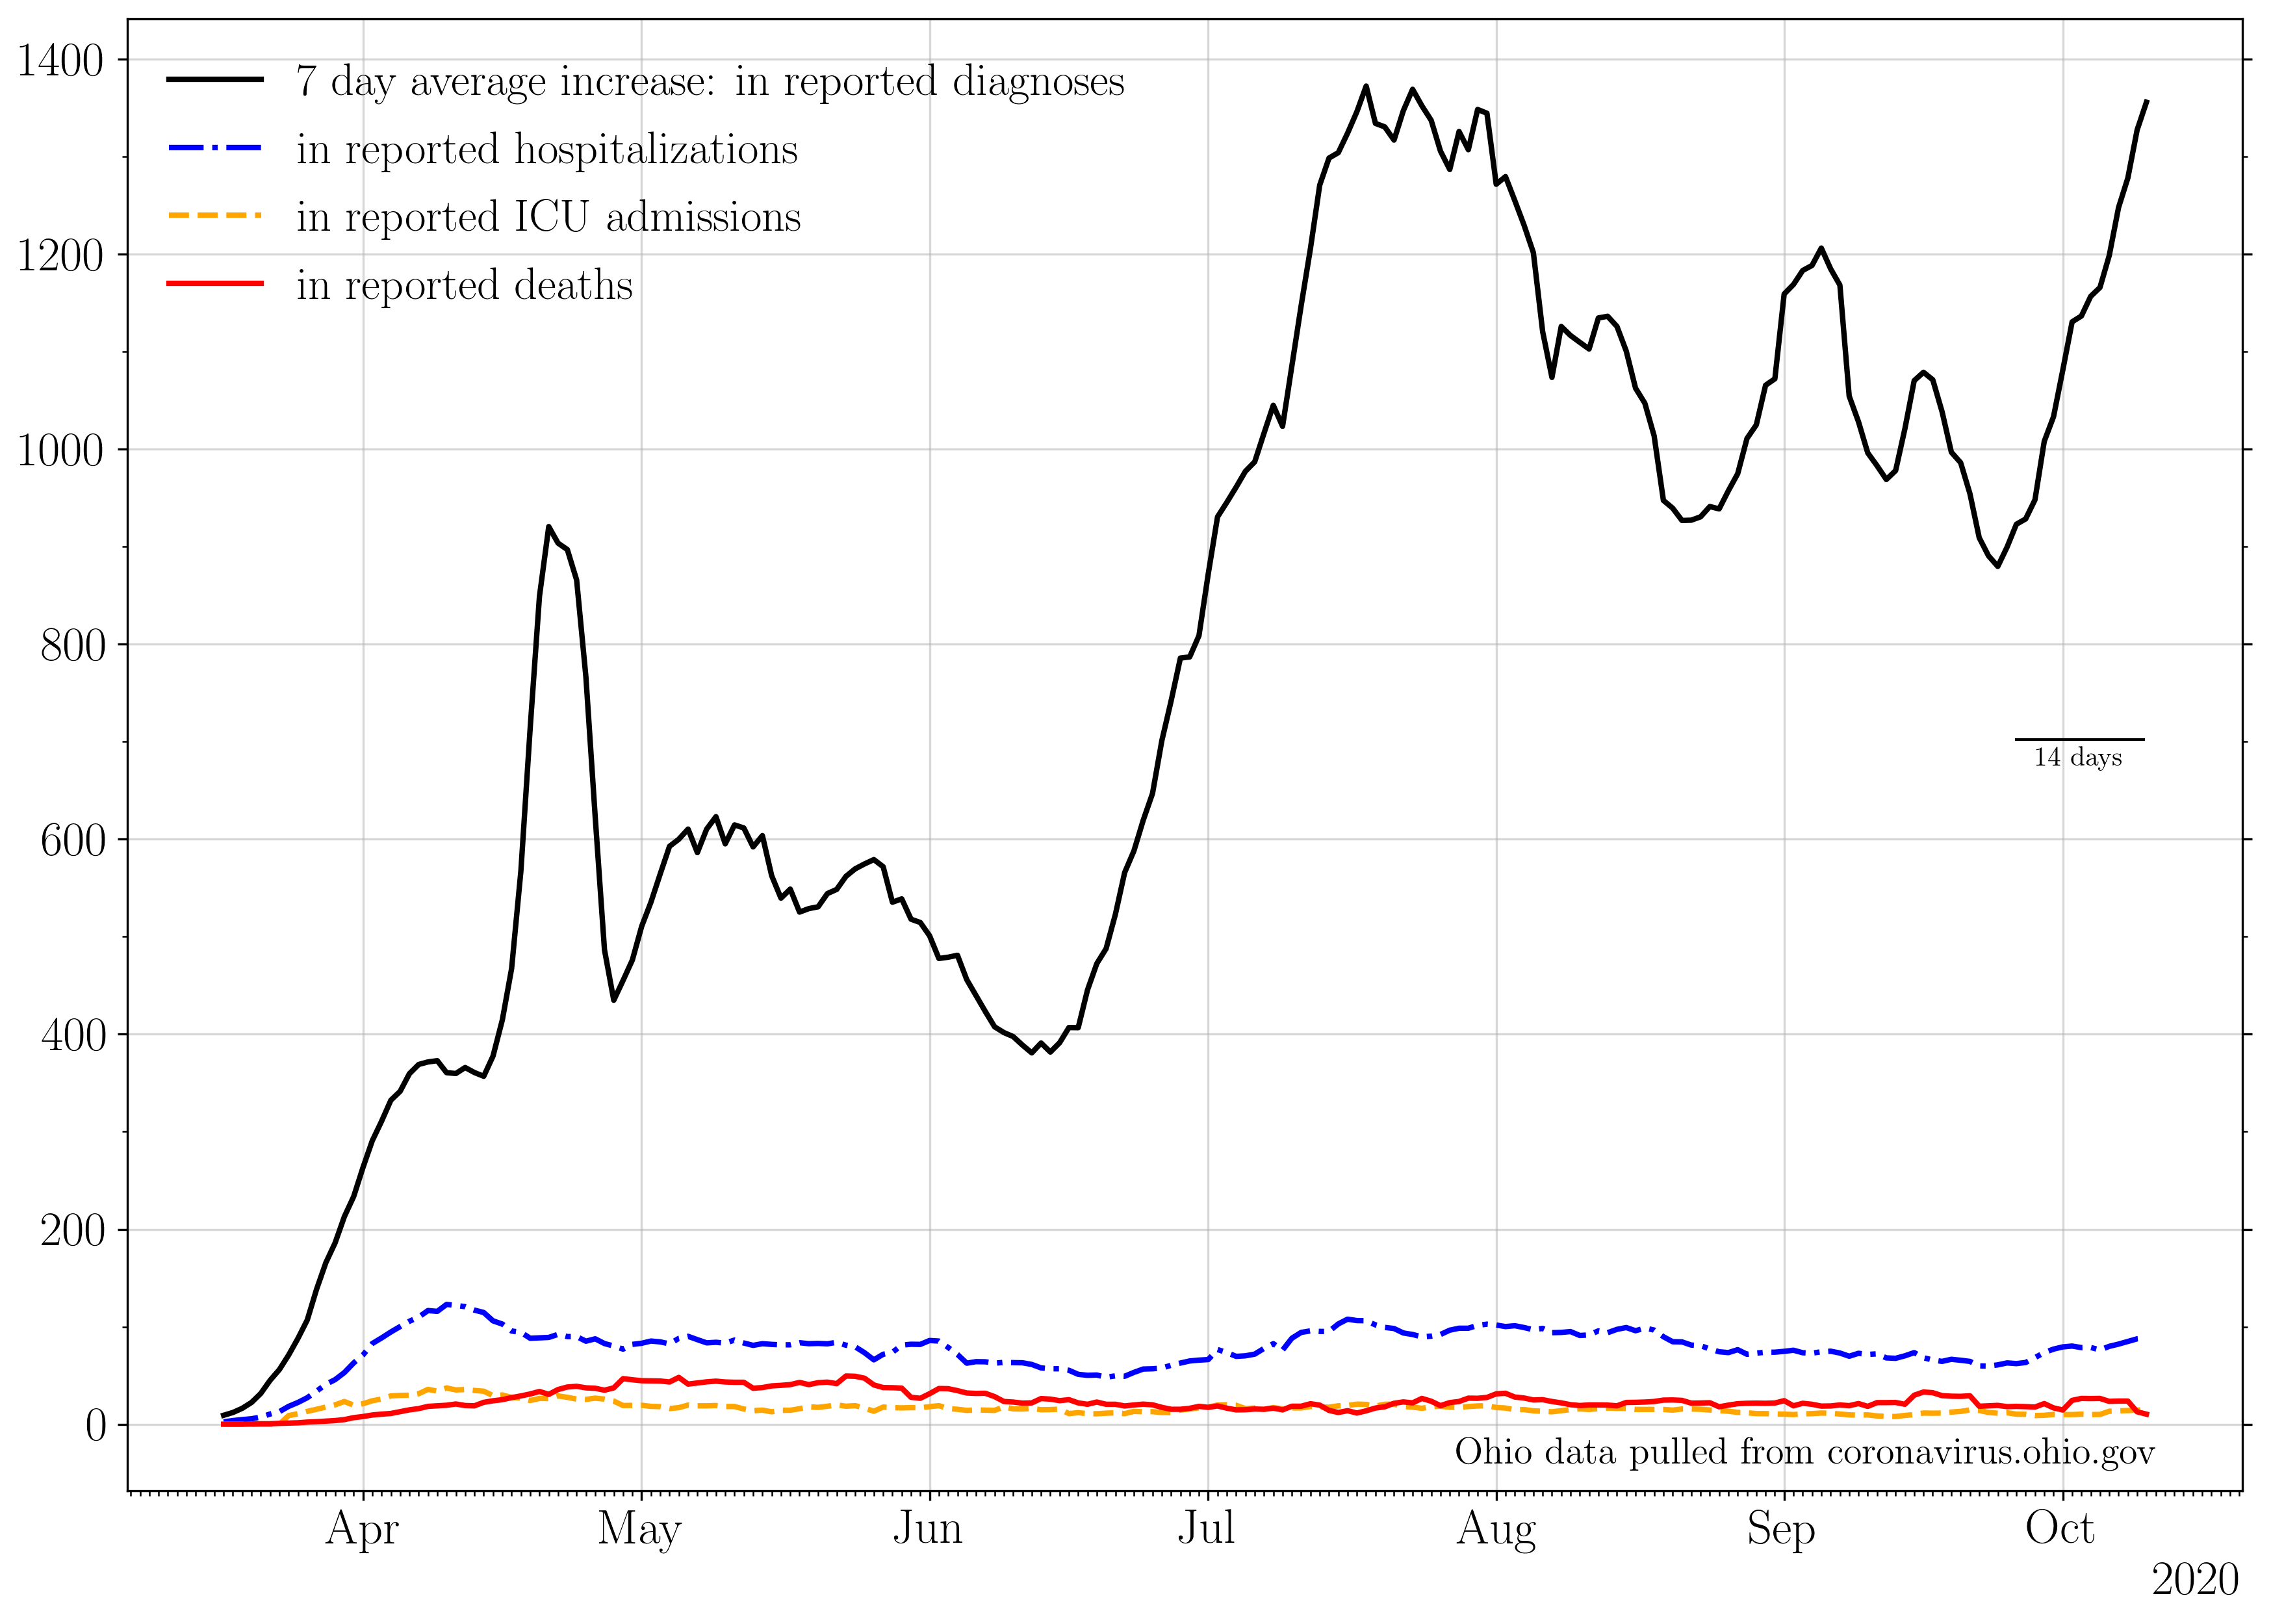 7 day average increase: in reported diagnoses
in reported hospitalizations
in reported ICU admissions
in reported deaths
1400
1200
1000
800
600
400
200
0
14 days
Ohio data pulled from coronavirus.ohio.gov
Apr May Jun Jul Aug Sep Oct
2020